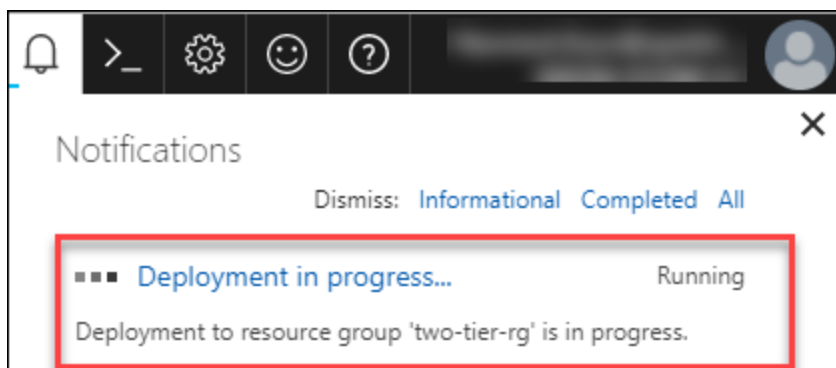 Notifications
Dismiss: Informational Completed All
Deployment in progress... Running
Deployment to resource group 'two-tier-rg' is in progress.